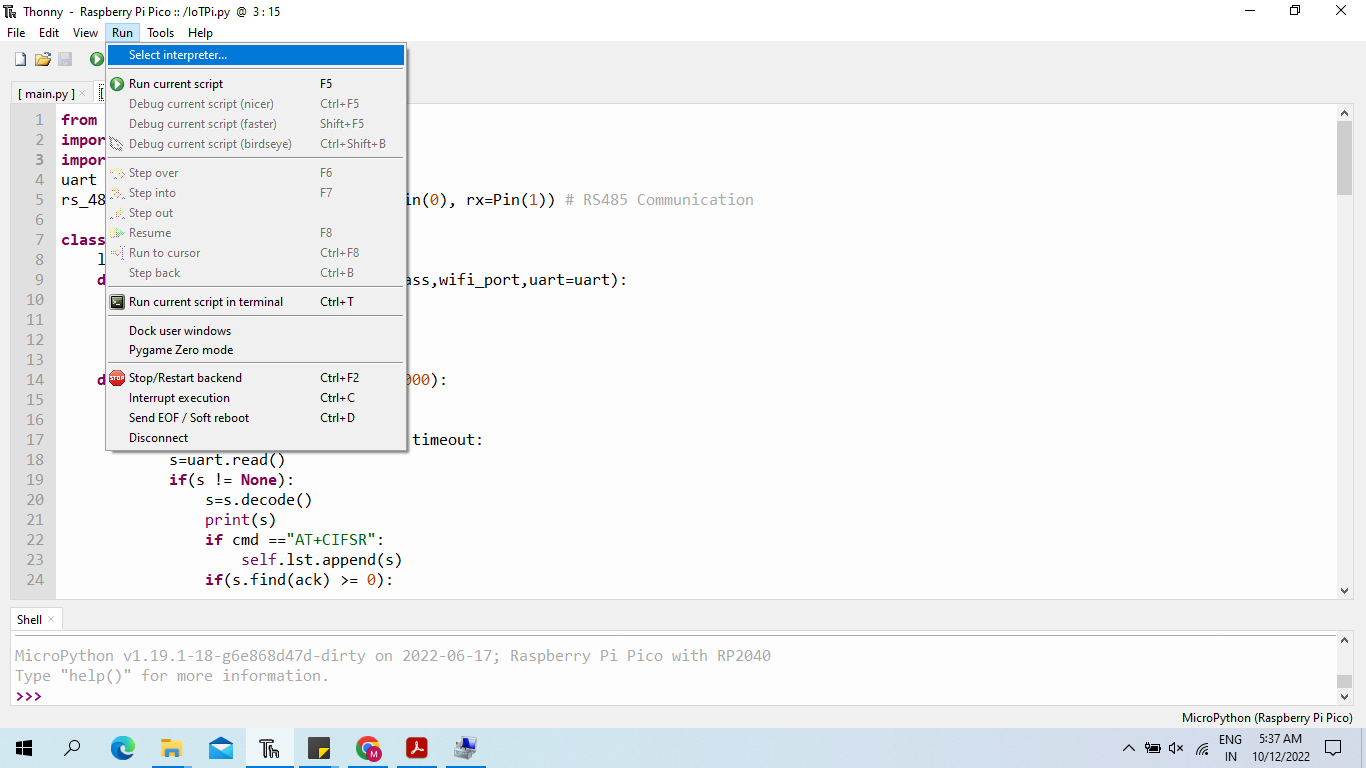 Thonny - Raspberry Pi Pico :: /IoTPi.py @ 3 : 15
File Edit View Run Tools Help
Select interpreter...
Run current script F5
Debug current script (nicer) Ctrl+F5
Debug current script (faster) Shift+F5
Debug current script (birdseye) Ctrl+Shift+B
Step over F6
Step into F7
Step out
Resume F8
Run to cursor Ctrl+F8
Step back Ctrl+B
Run current script in terminal Ctrl+T
Dock user windows
Pygame Zero mode
Stop/Restart backend Ctrl+F2
Interrupt execution Ctrl+C
Send EOF / Soft reboot Ctrl+D
Disconnect
[ main.py ]
1 from
2 impor
3 impor
4 uart
5 rs_48 in(0), rx=Pin(1)) # RS485 Communication
6
7 class
8 l
9 d ass,wifi_port,uart=uart):
10
11
12
13
14 d 000):
15
16
17 timeout:
18 s=uart.read()
19 if(s != None):
20 s=s.decode()
21 print(s)
22 if cmd =="AT+CIFSR":
23 self.lst.append(s)
24 if(s.find(ack) >= 0):
Shell
MicroPython v1.19.1-18-g6e868d47d-dirty on 2022-06-17; Raspberry Pi Pico with RP2040
Type "help()" for more information.
>>>
MicroPython (Raspberry Pi Pico)
Th
M
ENG
IN
5:37 AM
10/12/2022